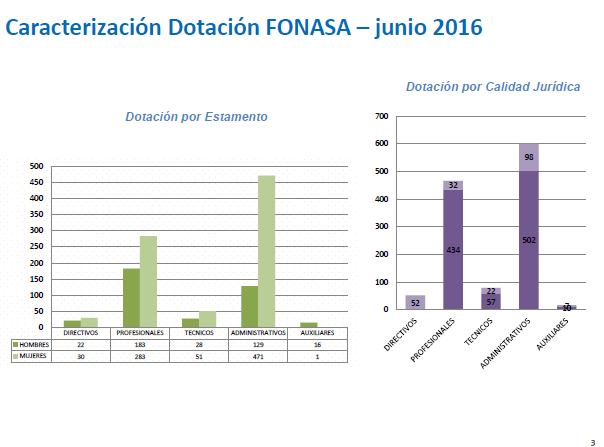 Caracterización Dotación FONASA – junio 2016
Dotación por Estamento
500
450
400
350
300
250
200
150
100
50
0
DIRECTIVOS PROFESIONALES TECNICOS ADMINISTRATIVOS AUXILIARES
HOMBRES 22 183 28 129 16
MUJERES 30 283 51 471 1
Dotación por Calidad Jurídica
700
600
500
400
300
200
100
0
52
32
434
22
57
98
502
7
10
DIRECTIVOS
PROFESIONALES
TECNICOS
ADMINISTRATIVOS
AUXILIARES
3